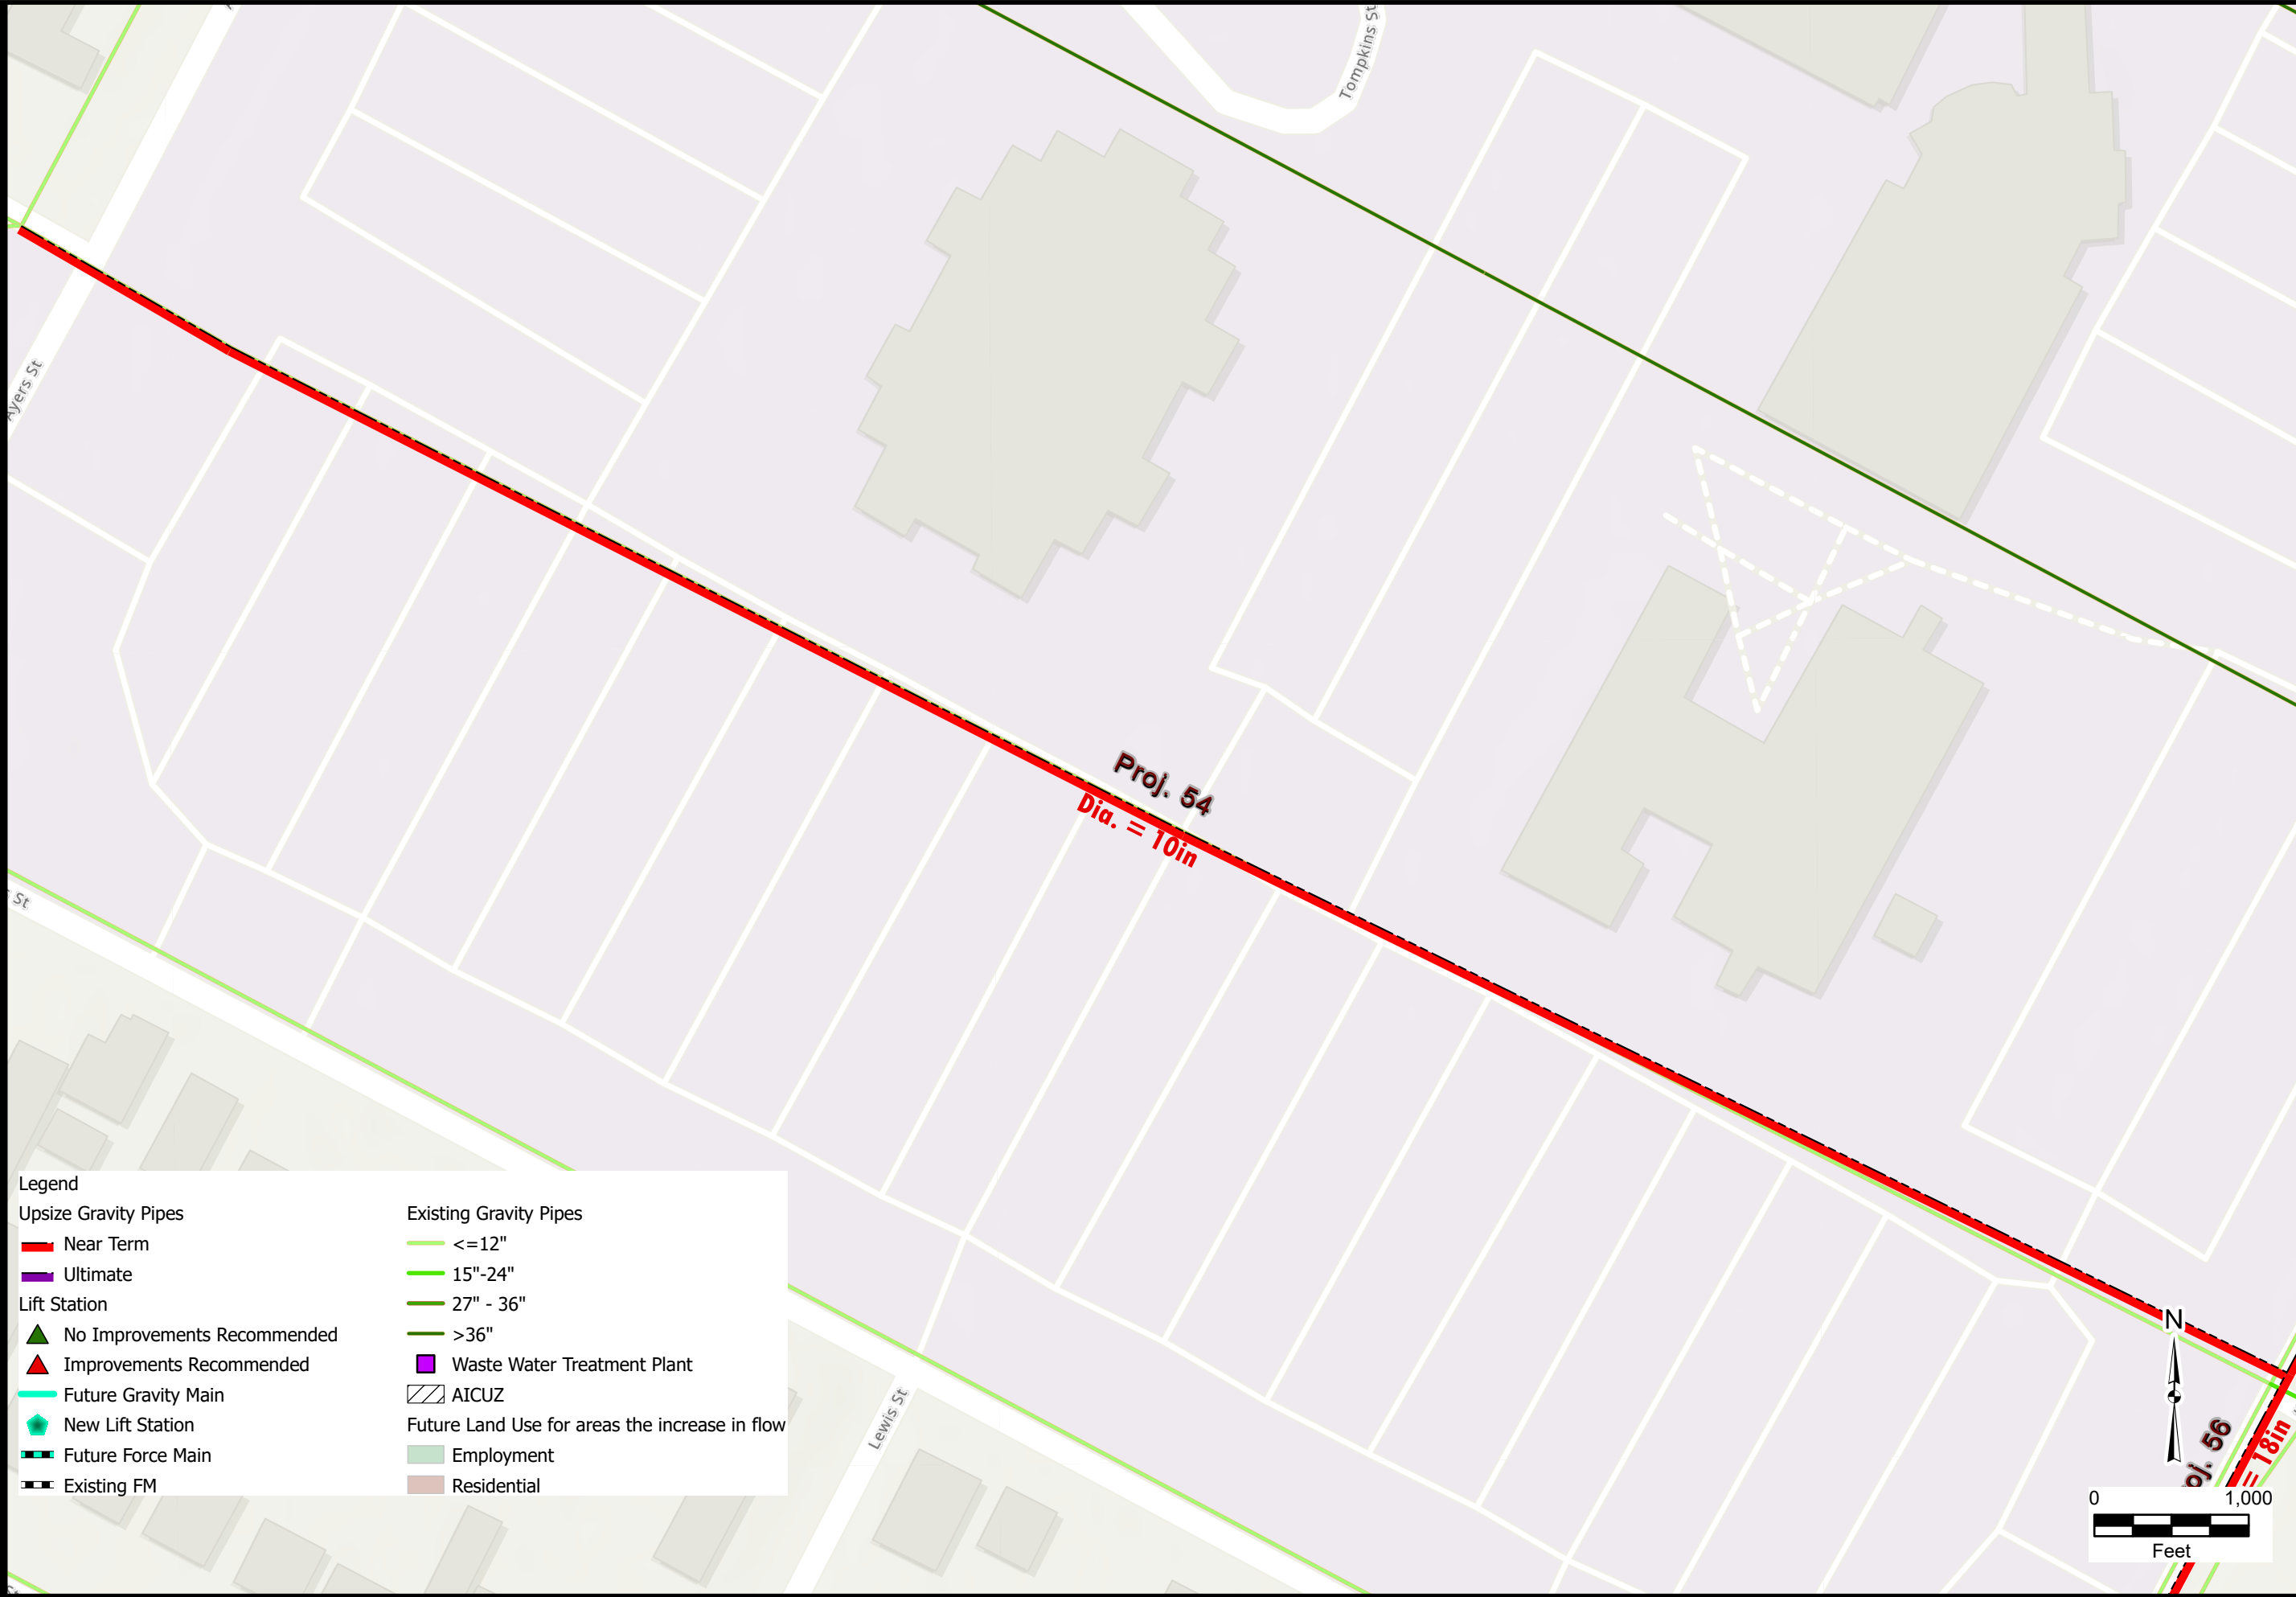 Tompkins St
Ayers St
St
Proj. 54
Dia. = 10in
Lewis St
oj. 56
= 18in
N
0 1,000
Feet
Legend
Upsize Gravity Pipes
Near Term
Ultimate
Lift Station
No Improvements Recommended
Improvements Recommended
Future Gravity Main
New Lift Station
Future Force Main
Existing FM
Existing Gravity Pipes
<=12"
15"-24"
27" - 36"
>36"
Waste Water Treatment Plant
AICUZ
Future Land Use for areas the increase in flow
Employment
Residential